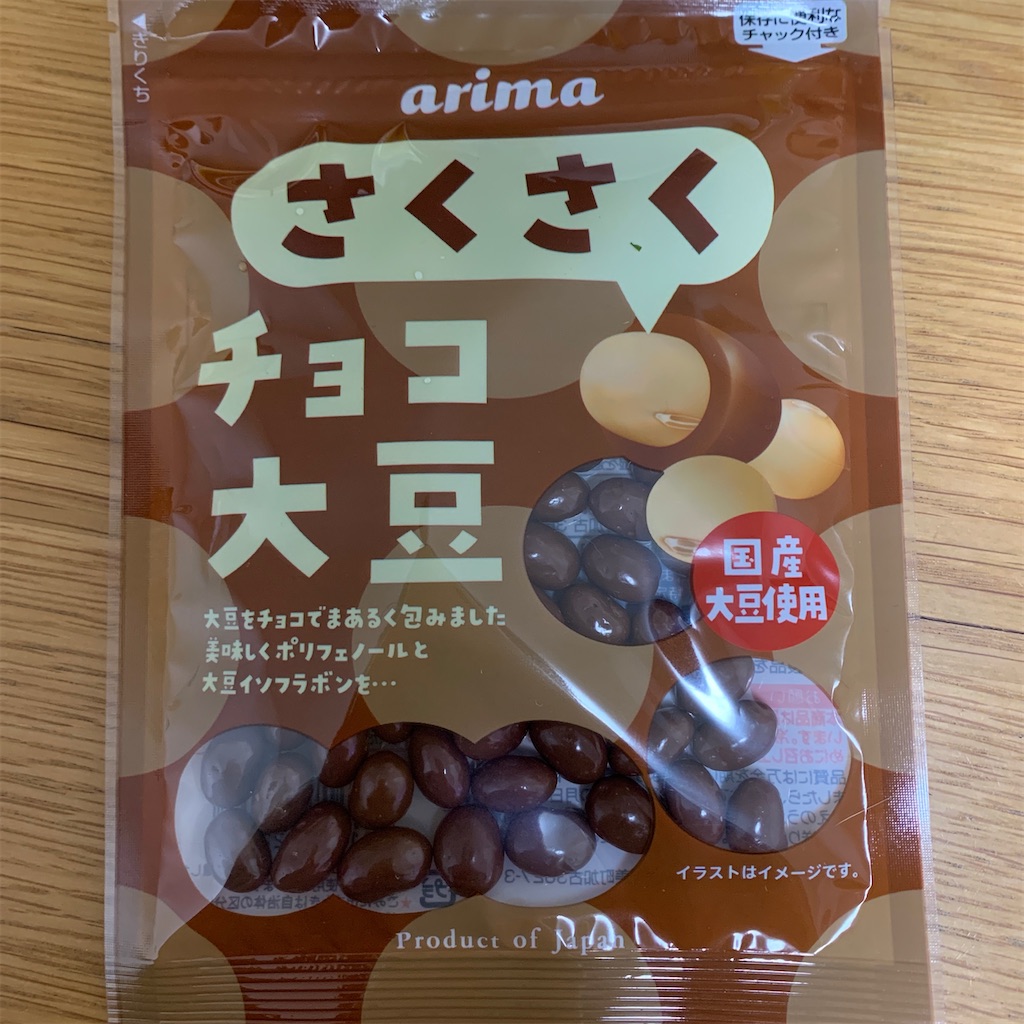 保存に便利な
チャック付き
きりくち
arima
さくさく
チョコ
大豆
国産
大豆使用
大豆をチョコでまあるく包みました
美味しくポリフェノールと
大豆イソフラボンを…
イラストはイメージです。
Product of Japan